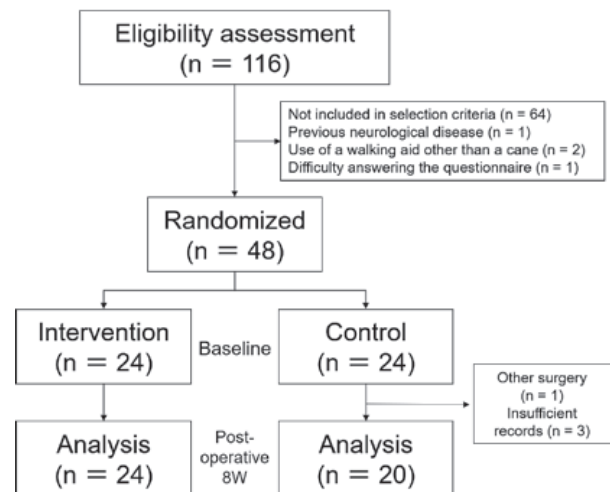 Eligibility assessment
(n = 116)
Not included in selection criteria (n = 64)
Previous neurological disease (n = 1)
Use of a walking aid other than a cane (n = 2)
Difficulty answering the questionnaire (n = 1)
Randomized
(n = 48)
Intervention
(n = 24)
Baseline
Control
(n = 24)
Other surgery
(n = 1)
Insufficient
records (n = 3)
Analysis
(n = 24)
Post-
operative
8W
Analysis
(n = 20)